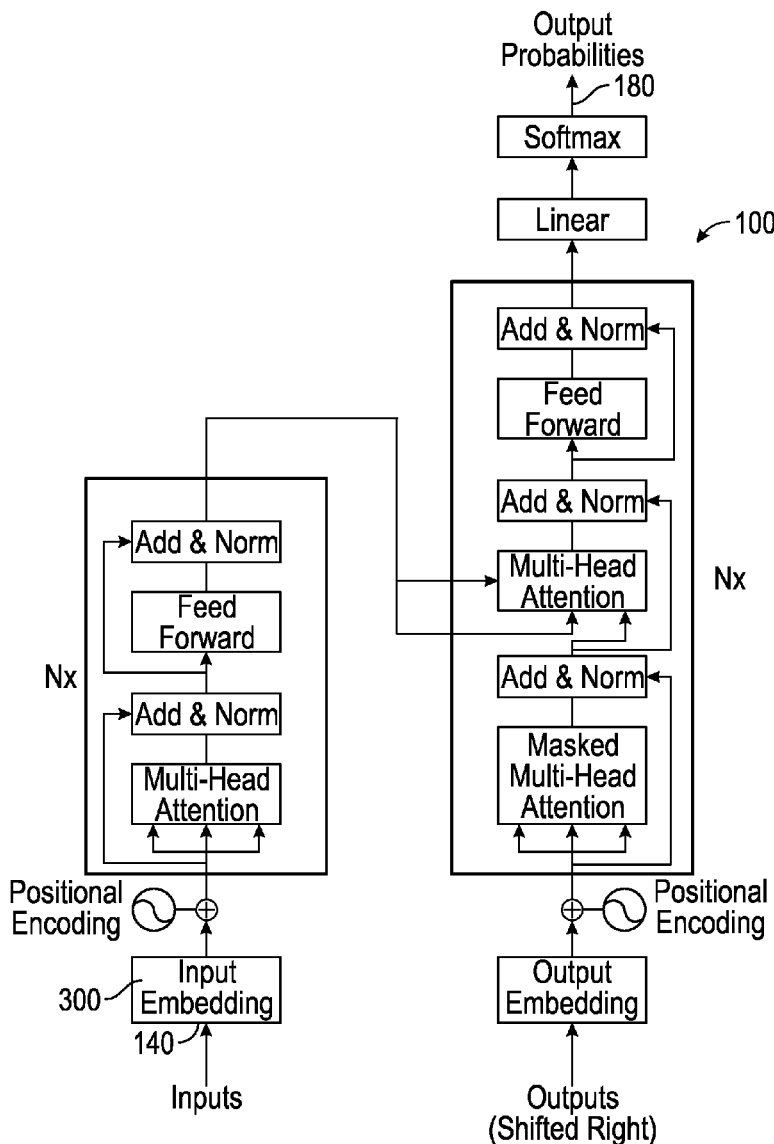 Output
Probabilities
180
Softmax
Linear
100
Add & Norm
Feed
Forward
Add & Norm
Multi-Head
Attention
Nx
Add & Norm
Masked
Multi-Head
Attention
Add & Norm
Feed
Forward
Nx
Add & Norm
Multi-Head
Attention
Positional
Encoding
Positional
Encoding
300
Input
Embedding
140
Output
Embedding
Inputs
Outputs
(Shifted Right)